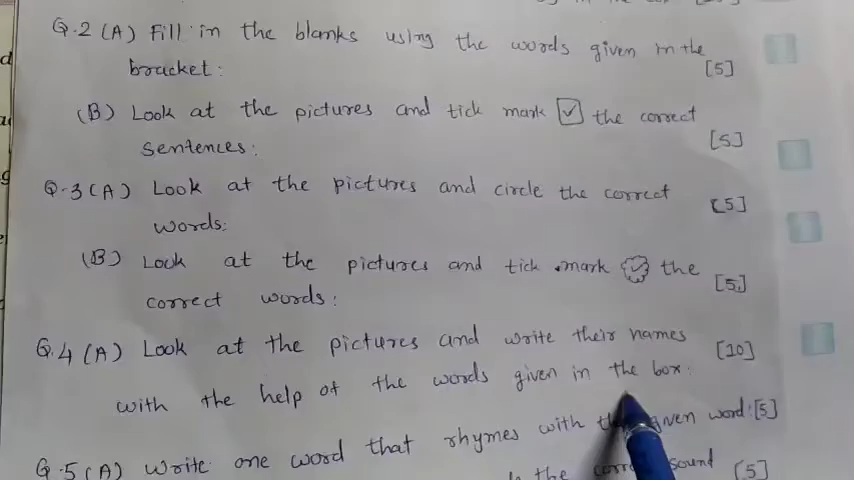 Q.2 (A) Fill in the blanks using the words given in the
bracket: [5]
(B) Look at the pictures and tick mark ✓ the correct
sentences: [5]
Q.3 (A) Look at the pictures and circle the correct
words: [5]
(B) Look at the pictures and tick mark ✓ the
correct words: [5]
Q.4 (A) Look at the pictures and write their names [10]
with the help of the words given in the box:
Q.5 (A) Write one word that rhymes with given word: [5]
the sound [5]